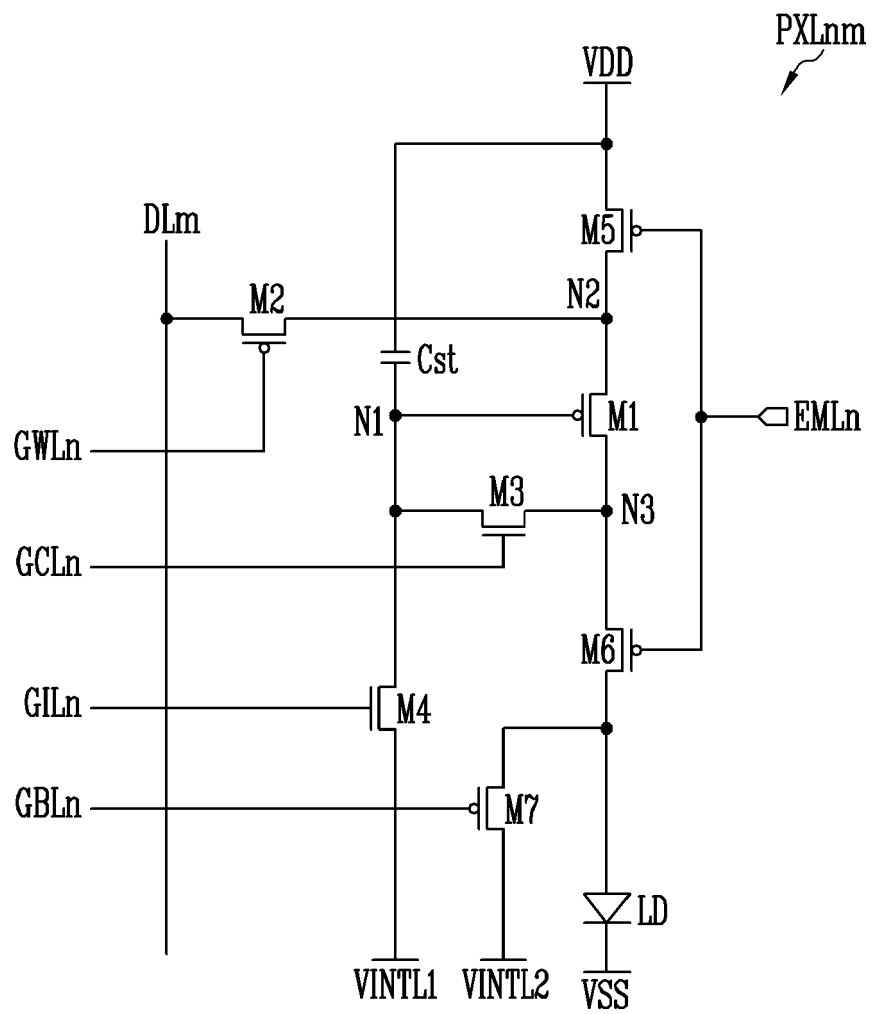 PXLnm
VDD
DLm
M5
M2
N2
Cst
N1
M1
EMLn
GWLn
M3
N3
GCLn
M6
GILn
M4
GBLn
M7
LD
VINTL1
VINTL2
VSS